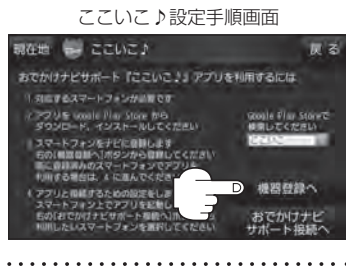 ここいこ♪設定手順画面
現在地 ここいこ♪ 戻る
おでかけナビサポート『ここいこ♪』アプリを利用するには
1 対応するスマートフォンが必要です
2 アプリを Google Play Store から
ダウンロード、インストールしてください
Google Play Storeで
検索してください
ここいこ
3 スマートフォンをナビに登録します
右の[機器登録へ]ボタンから登録してください
既に登録済みのスマートフォンでアプリを
利用する場合は、4 に進んでください
機器登録へ
4 アプリと接続するための設定をしま
スマートフォン上でアプリを起動し
右の[おでかけナビサポート接続へ]ボ
利用したいスマートフォンを選択してください
おでかけナビ
サポート接続へ